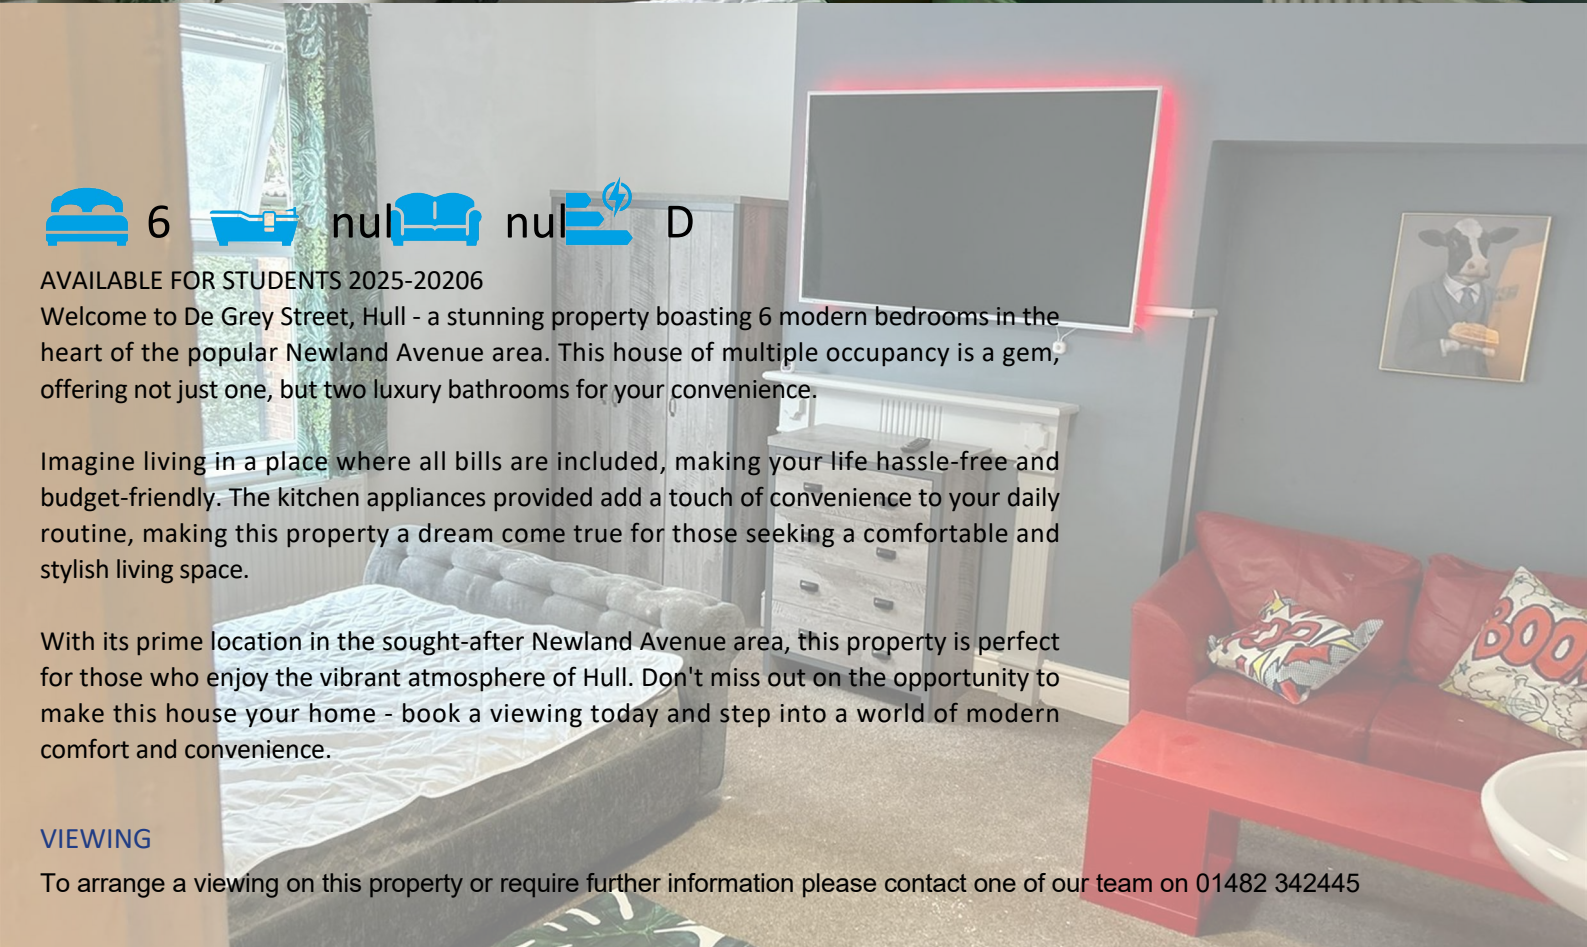 6 nul nul D
AVAILABLE FOR STUDENTS 2025-20206
Welcome to De Grey Street, Hull - a stunning property boasting 6 modern bedrooms in the
heart of the popular Newland Avenue area. This house of multiple occupancy is a gem,
offering not just one, but two luxury bathrooms for your convenience.
Imagine living in a place where all bills are included, making your life hassle-free and
budget-friendly. The kitchen appliances provided add a touch of convenience to your daily
routine, making this property a dream come true for those seeking a comfortable and
stylish living space.
With its prime location in the sought-after Newland Avenue area, this property is perfect
for those who enjoy the vibrant atmosphere of Hull. Don't miss out on the opportunity to
make this house your home - book a viewing today and step into a world of modern
comfort and convenience.
VIEWING
To arrange a viewing on this property or require further information please contact one of our team on 01482 342445
BOO